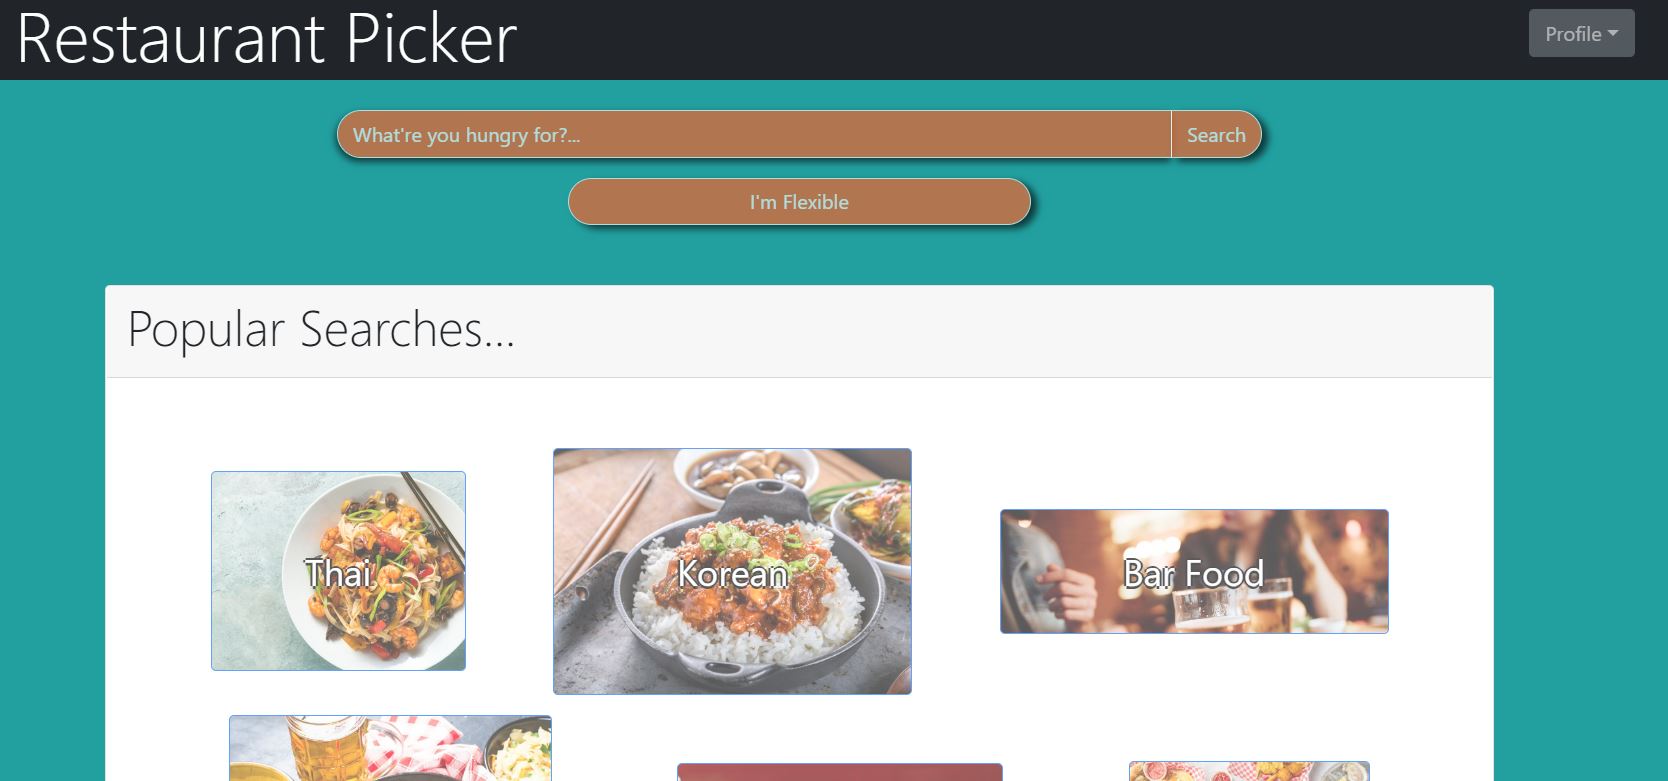 Restaurant Picker
Profile
What're you hungry for?...
Search
I'm Flexible
Popular Searches...
Thai
Korean
Bar Food